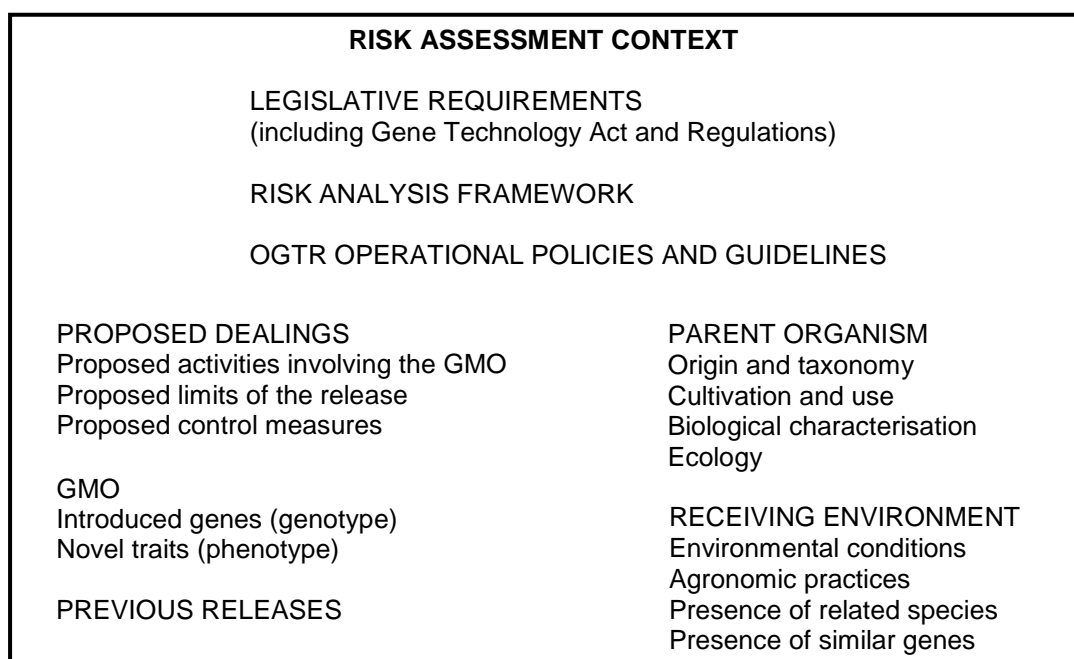 RISK ASSESSMENT CONTEXT
LEGISLATIVE REQUIREMENTS
(including Gene Technology Act and Regulations)
RISK ANALYSIS FRAMEWORK
OGTR OPERATIONAL POLICIES AND GUIDELINES
PROPOSED DEALINGS
Proposed activities involving the GMO
Proposed limits of the release
Proposed control measures
GMO
Introduced genes (genotype)
Novel traits (phenotype)
PREVIOUS RELEASES
PARENT ORGANISM
Origin and taxonomy
Cultivation and use
Biological characterisation
Ecology
RECEIVING ENVIRONMENT
Environmental conditions
Agronomic practices
Presence of related species
Presence of similar genes